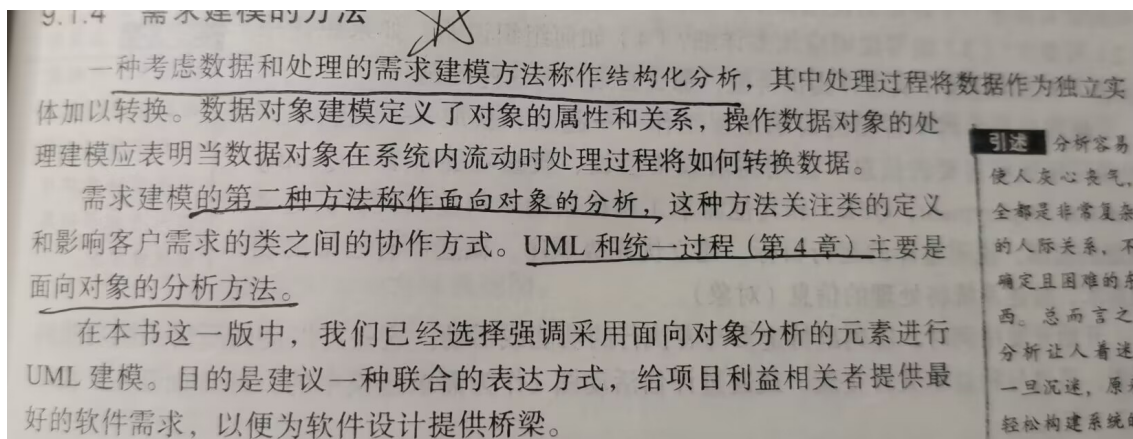 9.1.4 需求建模的方法
一种考虑数据和处理的需求建模方法称作结构化分析，其中处理过程将数据作为独立实
体加以转换。数据对象建模定义了对象的属性和关系，操作数据对象的处
理建模应表明当数据对象在系统内流动时处理过程将如何转换数据。
需求建模的第二种方法称作面向对象的分析，这种方法关注类的定义
和影响客户需求的类之间的协作方式。UML 和统一过程（第 4 章）主要是
面向对象的分析方法。
在本书这一版中，我们已经选择强调采用面向对象分析的元素进行
UML 建模。目的是建议一种联合的表达方式，给项目利益相关者提供最
好的软件需求，以便为软件设计提供桥梁。
引述 分析容易
使人灰心丧气，
全都是非常复杂
的人际关系，不
确定且困难的东
西。总而言之
分析让人着迷
一旦沉迷，原
轻松构建系统的